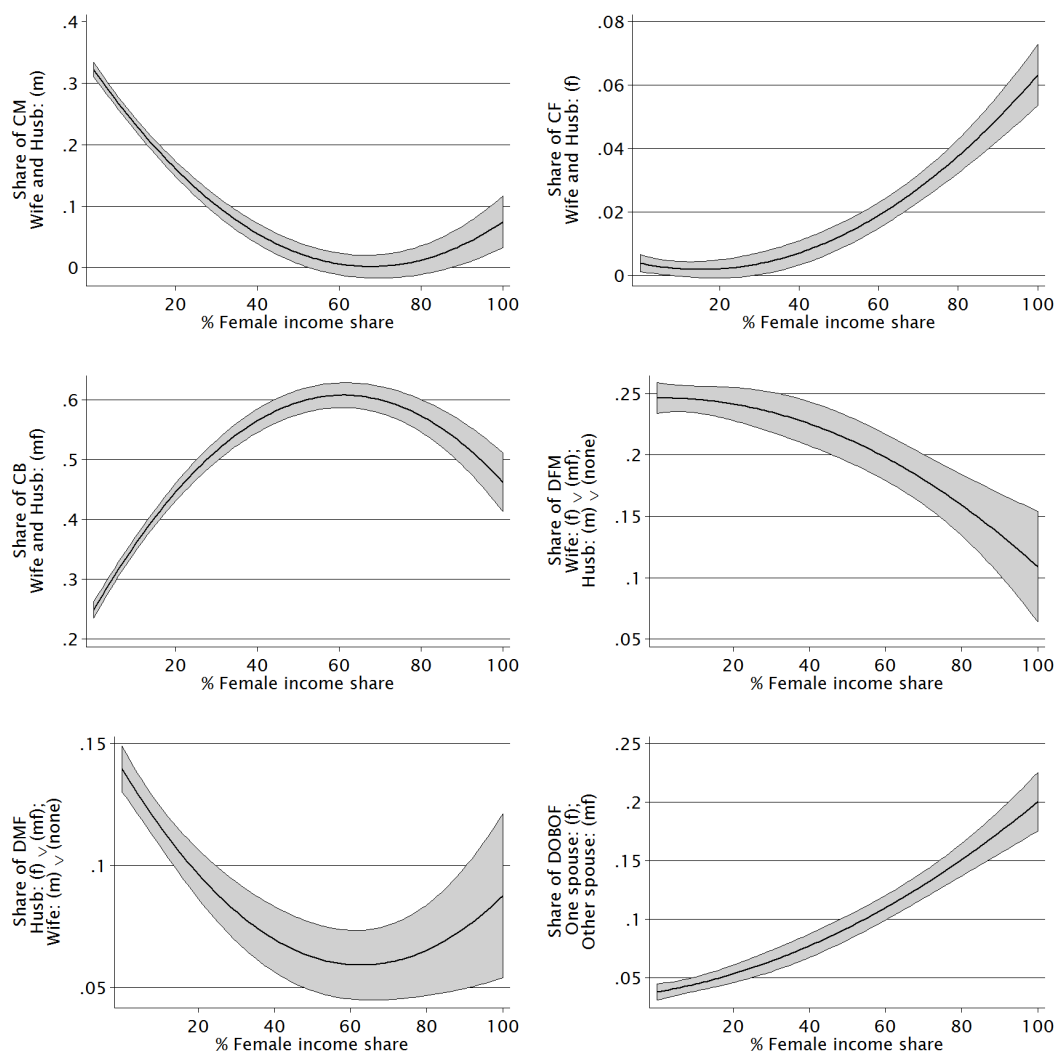 Share of CM
Wife and Husb: (m)
.4
.3
.2
.1
0
20 40 60 80 100
% Female income share
Share of CF
Wife and Husb: (f)
.08
.06
.04
.02
0
20 40 60 80 100
% Female income share
Share of CB
Wife and Husb: (mf)
.6
.5
.4
.3
.2
20 40 60 80 100
% Female income share
Share of DFM
Wife: (f) ∨ (mf);
Husb: (m) ∨ (none)
.25
.2
.15
.1
.05
20 40 60 80 100
% Female income share
Share of DMF
Husb: (f) ∨ (mf);
Wife: (m) ∨ (none)
.15
.1
.05
20 40 60 80 100
% Female income share
Share of DOBOF
One spouse: (f);
Other spouse: (mf)
.25
.2
.15
.1
.05
20 40 60 80 100
% Female income share